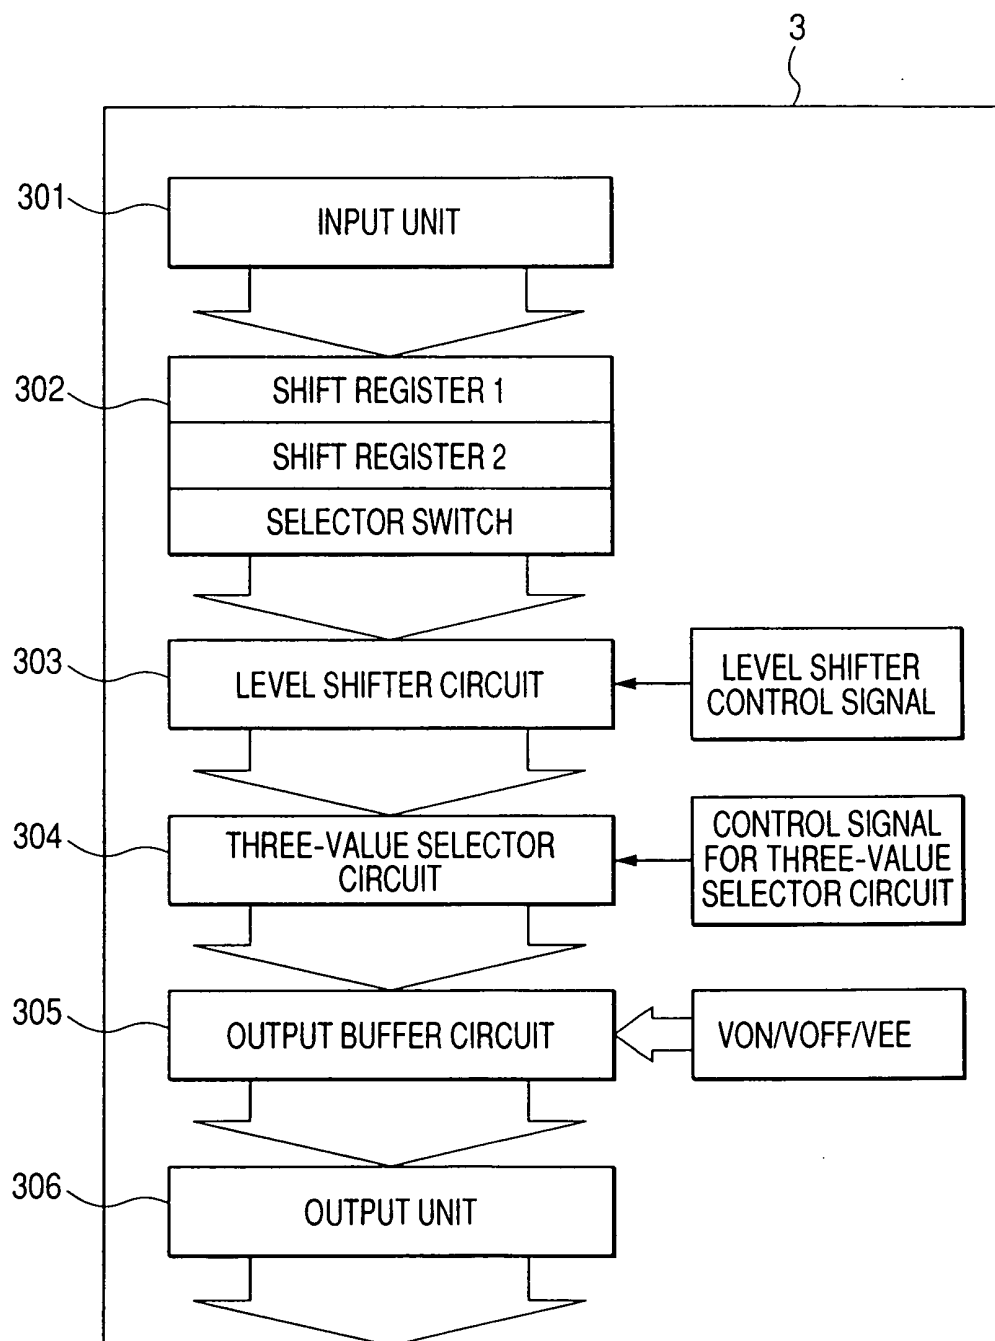 3
301
INPUT UNIT
302
SHIFT REGISTER 1
SHIFT REGISTER 2
SELECTOR SWITCH
303
LEVEL SHIFTER CIRCUIT
LEVEL SHIFTER
CONTROL SIGNAL
304
THREE-VALUE SELECTOR
CIRCUIT
CONTROL SIGNAL
FOR THREE-VALUE
SELECTOR CIRCUIT
305
OUTPUT BUFFER CIRCUIT
VON/VOFF/VEE
306
OUTPUT UNIT